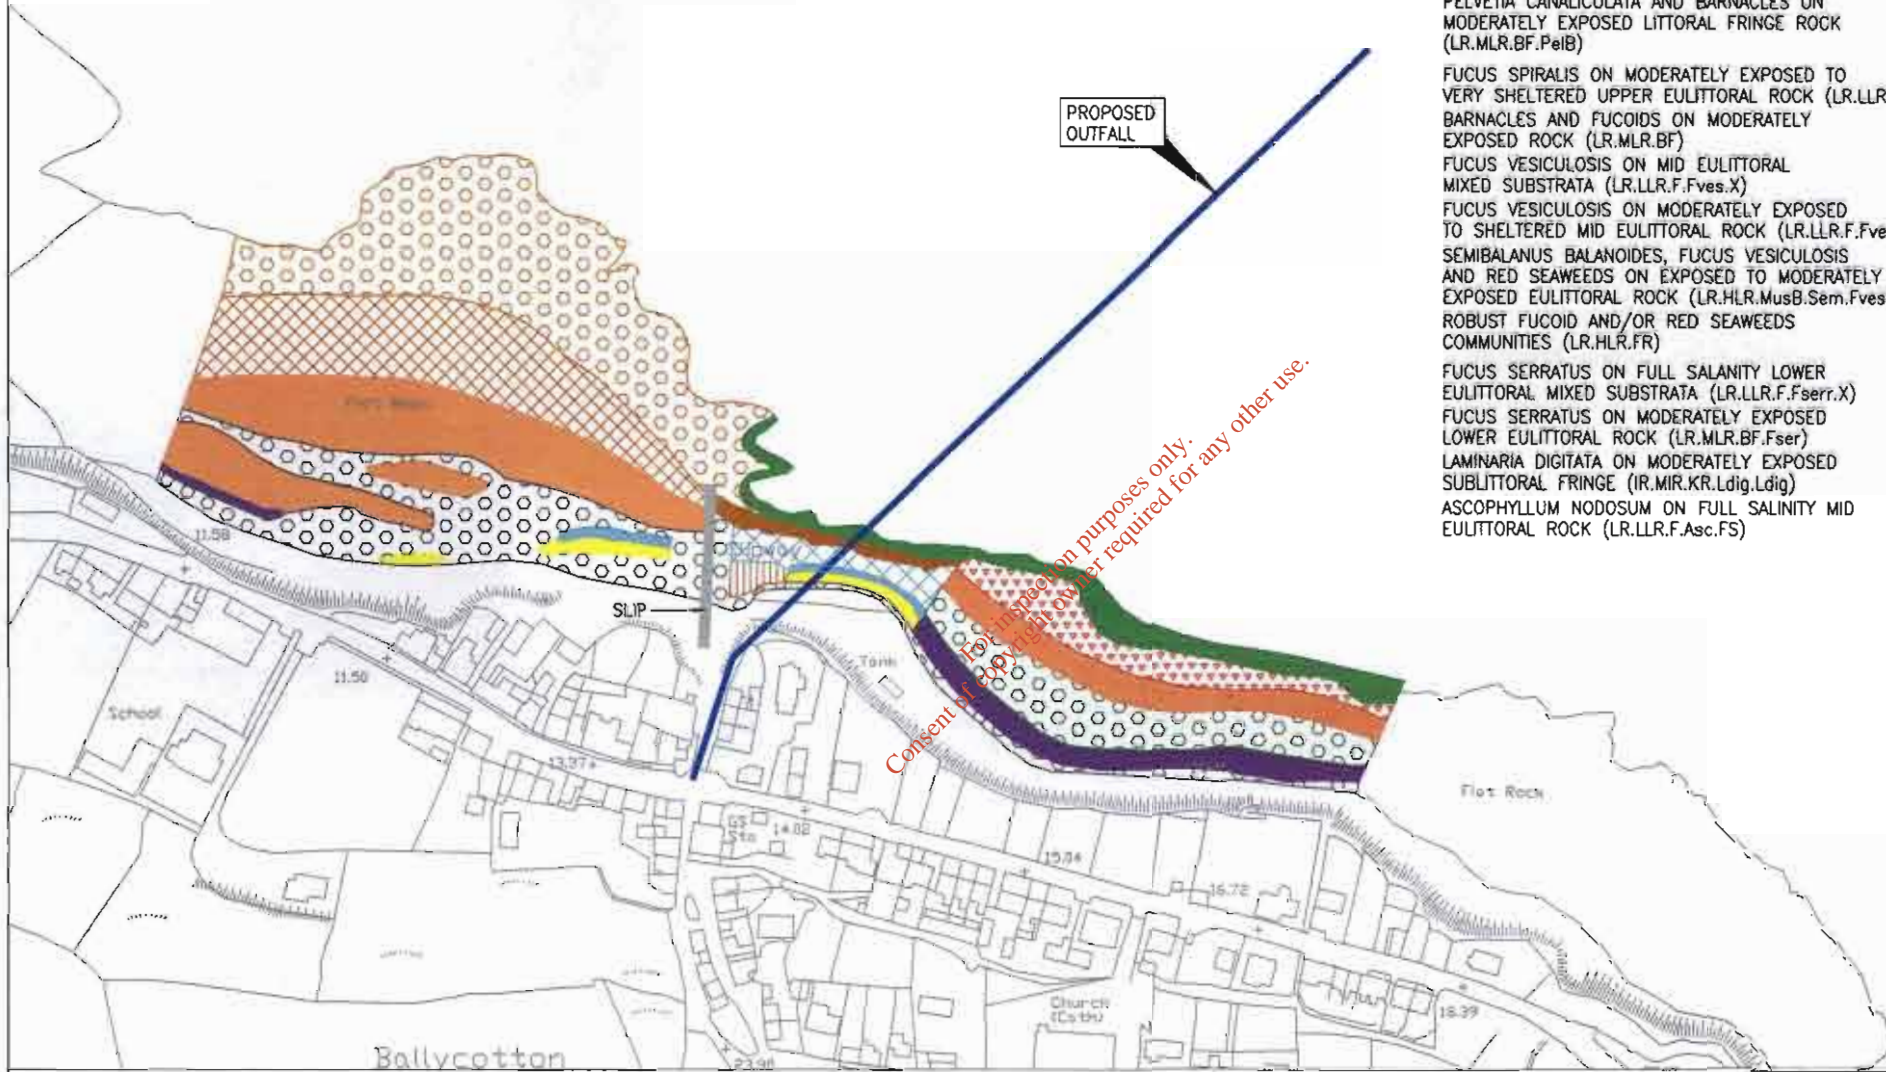 PELVETIA CANALICULATA AND BARNACLES ON
MODERATELY EXPOSED LITTORAL FRINGE ROCK
(LR.MLR.BF.PelB)
FUCUS SPIRALIS ON MODERATELY EXPOSED TO
VERY SHELTERED UPPER EULITTORAL ROCK (LR.LLR
BARNACLES AND FUCOIDS ON MODERATELY
EXPOSED ROCK (LR.MLR.BF)
FUCUS VESICULOSIS ON MID EULITTORAL
MIXED SUBSTRATA (LR.LLR.F.Fves.X)
FUCUS VESICULOSIS ON MODERATELY EXPOSED
TO SHELTERED MID EULITTORAL ROCK (LR.LLR.F.Fve
SEMIBALANUS BALANOIDES, FUCUS VESICULOSIS
AND RED SEAWEEDS ON EXPOSED TO MODERATELY
EXPOSED EULITTORAL ROCK (LR.HLR.MusB.Sem.Fves
ROBUST FUCOID AND/OR RED SEAWEEDS
COMMUNITIES (LR.HLR.FR)
FUCUS SERRATUS ON FULL SALANITY LOWER
EULITTORAL MIXED SUBSTRATA (LR.LLR.F.Fserr.X)
FUCUS SERRATUS ON MODERATELY EXPOSED
LOWER EULITTORAL ROCK (LR.MLR.BF.Fser)
LAMINARIA DIGITATA ON MODERATELY EXPOSED
SUBLITTORAL FRINGE (IR.MIR.KR.Ldig.Ldig)
ASCOPHYLLUM NODOSUM ON FULL SALINITY MID
EULITTORAL ROCK (LR.LLR.F.Asc.FS)
PROPOSED
OUTFALL
For inspection purposes only.
Consent of copyright owner required for any other use.
Slipway
SLIP
Tank
11.58
11.50
School
13.37
GS
Sta
14.02
15.04
16.72
18.39
Flat Rock
Church
(Cath)
Ballycotton
23.90